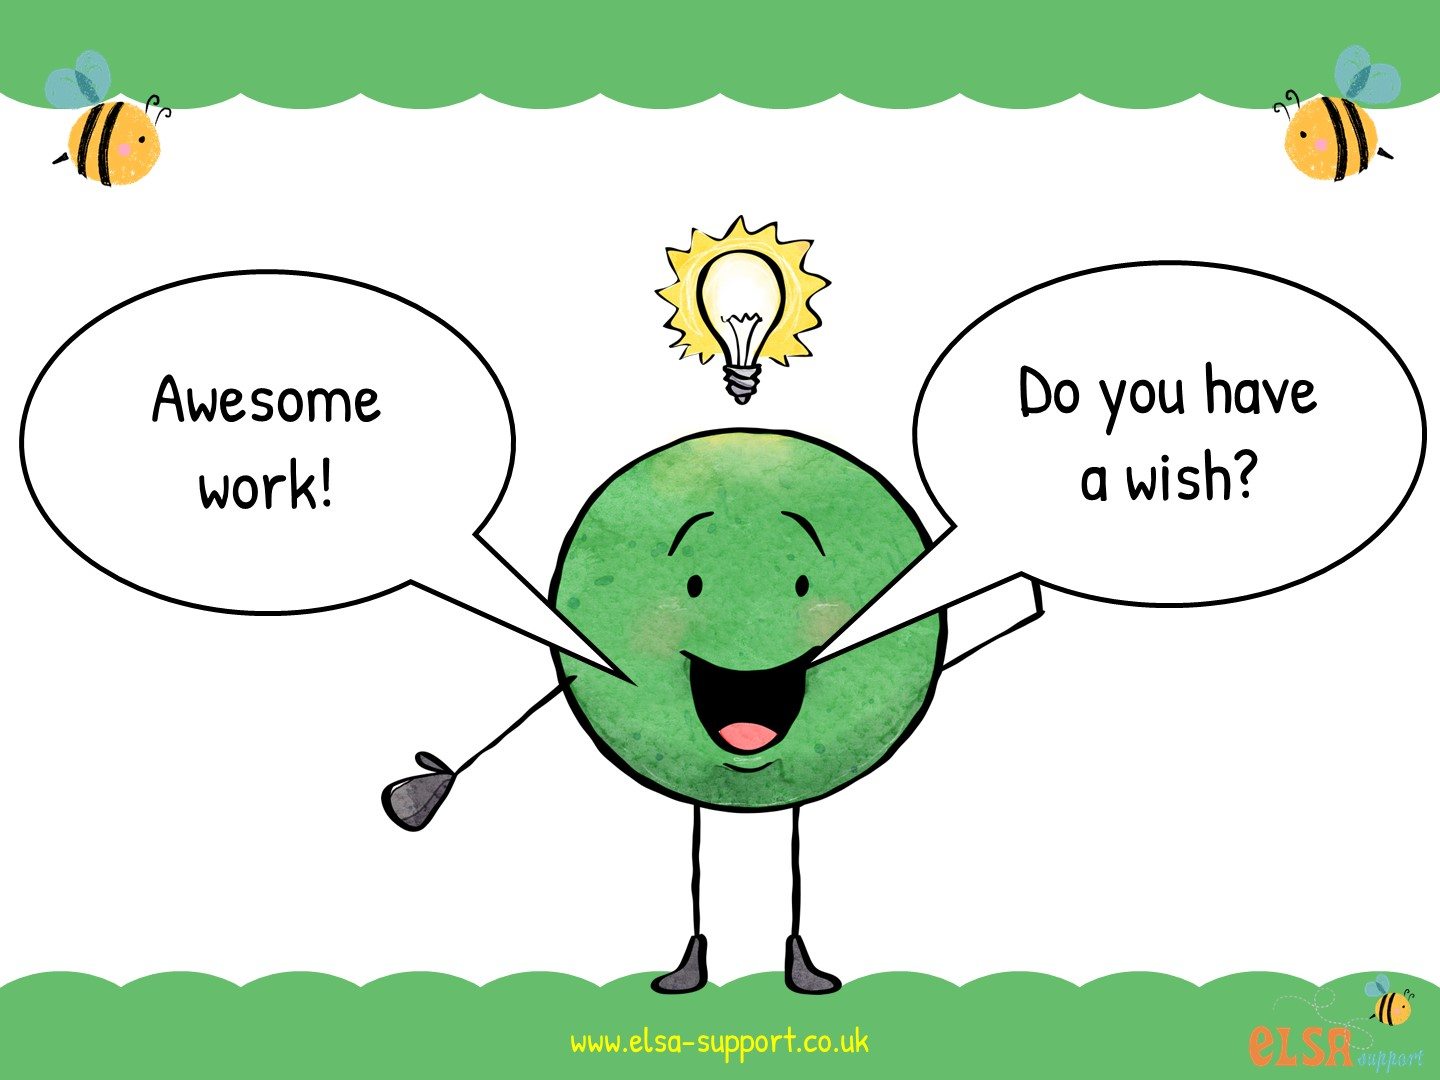 Awesome
work!
Do you have
a wish?
www.elsa-support.co.uk
ELSA
support